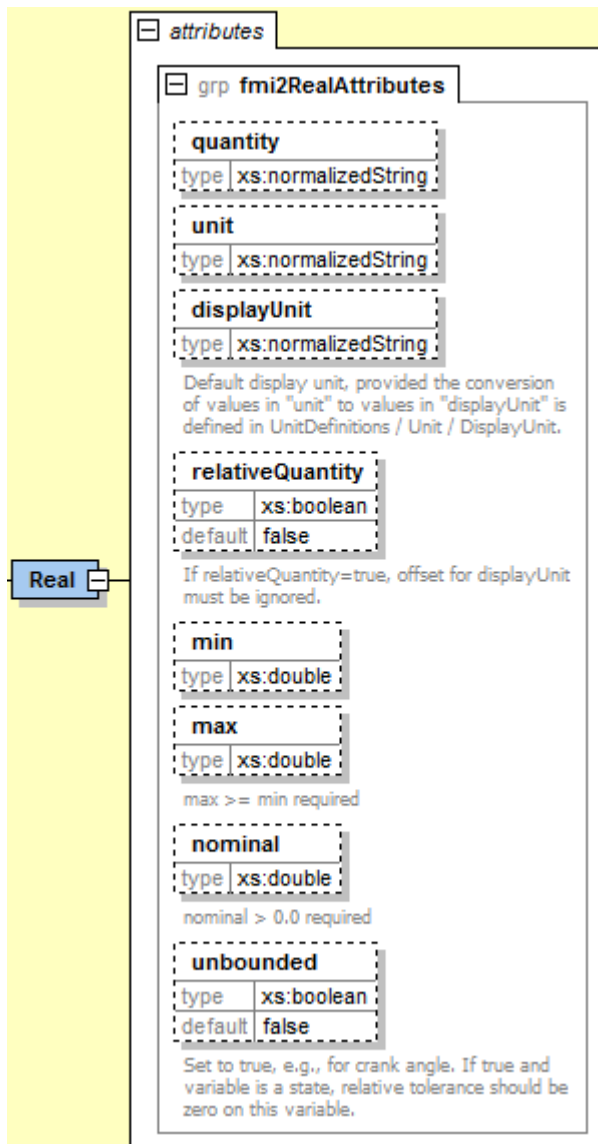 attributes
grp fmi2RealAttributes
quantity
type xs:normalizedString
unit
type xs:normalizedString
displayUnit
type xs:normalizedString
Default display unit, provided the conversion
of values in "unit" to values in "displayUnit" is
defined in UnitDefinitions / Unit / DisplayUnit.
relativeQuantity
type xs:boolean
default false
Real
If relativeQuantity=true, offset for displayUnit
must be ignored.
min
type xs:double
max
type xs:double
max >= min required
nominal
type xs:double
nominal > 0.0 required
unbounded
type xs:boolean
default false
Set to true, e.g., for crank angle. If true and
variable is a state, relative tolerance should be
zero on this variable.